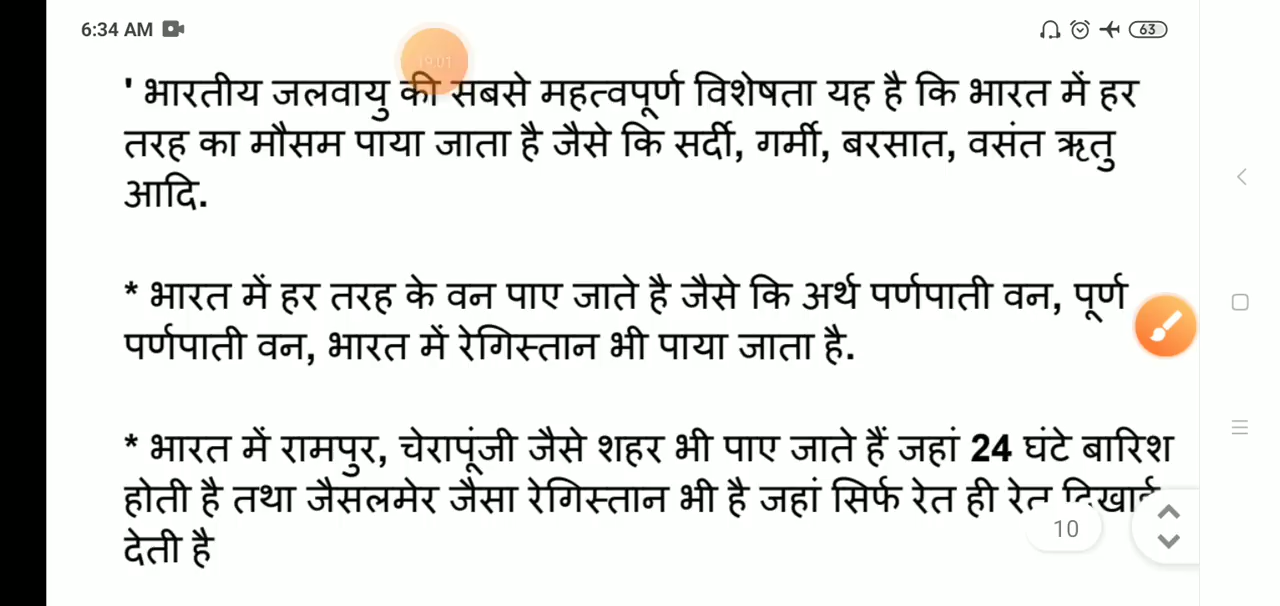 6:34 AM
63
19:01
' भारतीय जलवायु की सबसे महत्वपूर्ण विशेषता यह है कि भारत में हर
तरह का मौसम पाया जाता है जैसे कि सर्दी, गर्मी, बरसात, वसंत ऋतु
आदि.
* भारत में हर तरह के वन पाए जाते है जैसे कि अर्थ पर्णपाती वन, पूर्ण
पर्णपाती वन, भारत में रेगिस्तान भी पाया जाता है.
* भारत में रामपुर, चेरापूंजी जैसे शहर भी पाए जाते हैं जहां 24 घंटे बारिश
होती है तथा जैसलमेर जैसा रेगिस्तान भी है जहां सिर्फ रेत ही रेत दिखाई
देती है
10